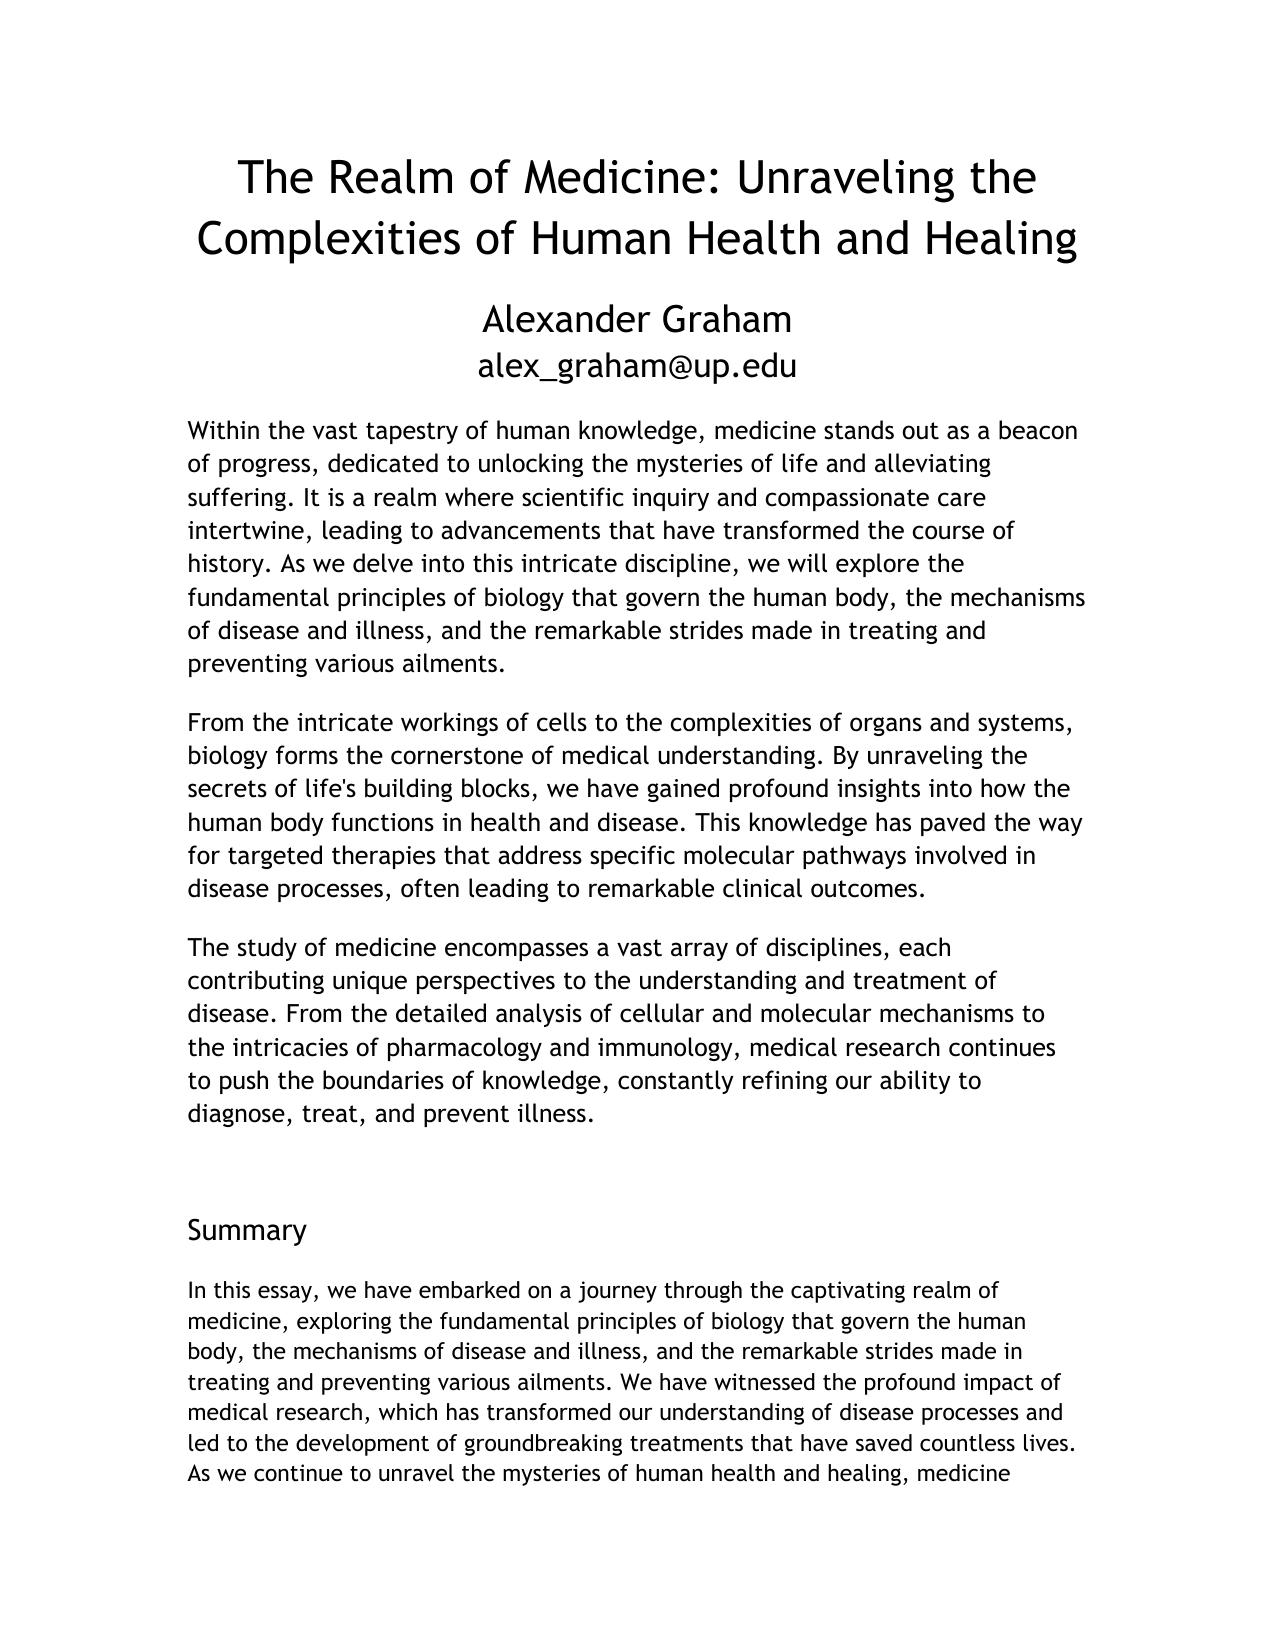 The Realm of Medicine: Unraveling the
Complexities of Human Health and Healing
Alexander Graham
alex_graham@up.edu
Within the vast tapestry of human knowledge, medicine stands out as a beacon
of progress, dedicated to unlocking the mysteries of life and alleviating
suffering. It is a realm where scientific inquiry and compassionate care
intertwine, leading to advancements that have transformed the course of
history. As we delve into this intricate discipline, we will explore the
fundamental principles of biology that govern the human body, the mechanisms
of disease and illness, and the remarkable strides made in treating and
preventing various ailments.
From the intricate workings of cells to the complexities of organs and systems,
biology forms the cornerstone of medical understanding. By unraveling the
secrets of life's building blocks, we have gained profound insights into how the
human body functions in health and disease. This knowledge has paved the way
for targeted therapies that address specific molecular pathways involved in
disease processes, often leading to remarkable clinical outcomes.
The study of medicine encompasses a vast array of disciplines, each
contributing unique perspectives to the understanding and treatment of
disease. From the detailed analysis of cellular and molecular mechanisms to
the intricacies of pharmacology and immunology, medical research continues
to push the boundaries of knowledge, constantly refining our ability to
diagnose, treat, and prevent illness.
Summary
In this essay, we have embarked on a journey through the captivating realm of
medicine, exploring the fundamental principles of biology that govern the human
body, the mechanisms of disease and illness, and the remarkable strides made in
treating and preventing various ailments. We have witnessed the profound impact of
medical research, which has transformed our understanding of disease processes and
led to the development of groundbreaking treatments that have saved countless lives.
As we continue to unravel the mysteries of human health and healing, medicine